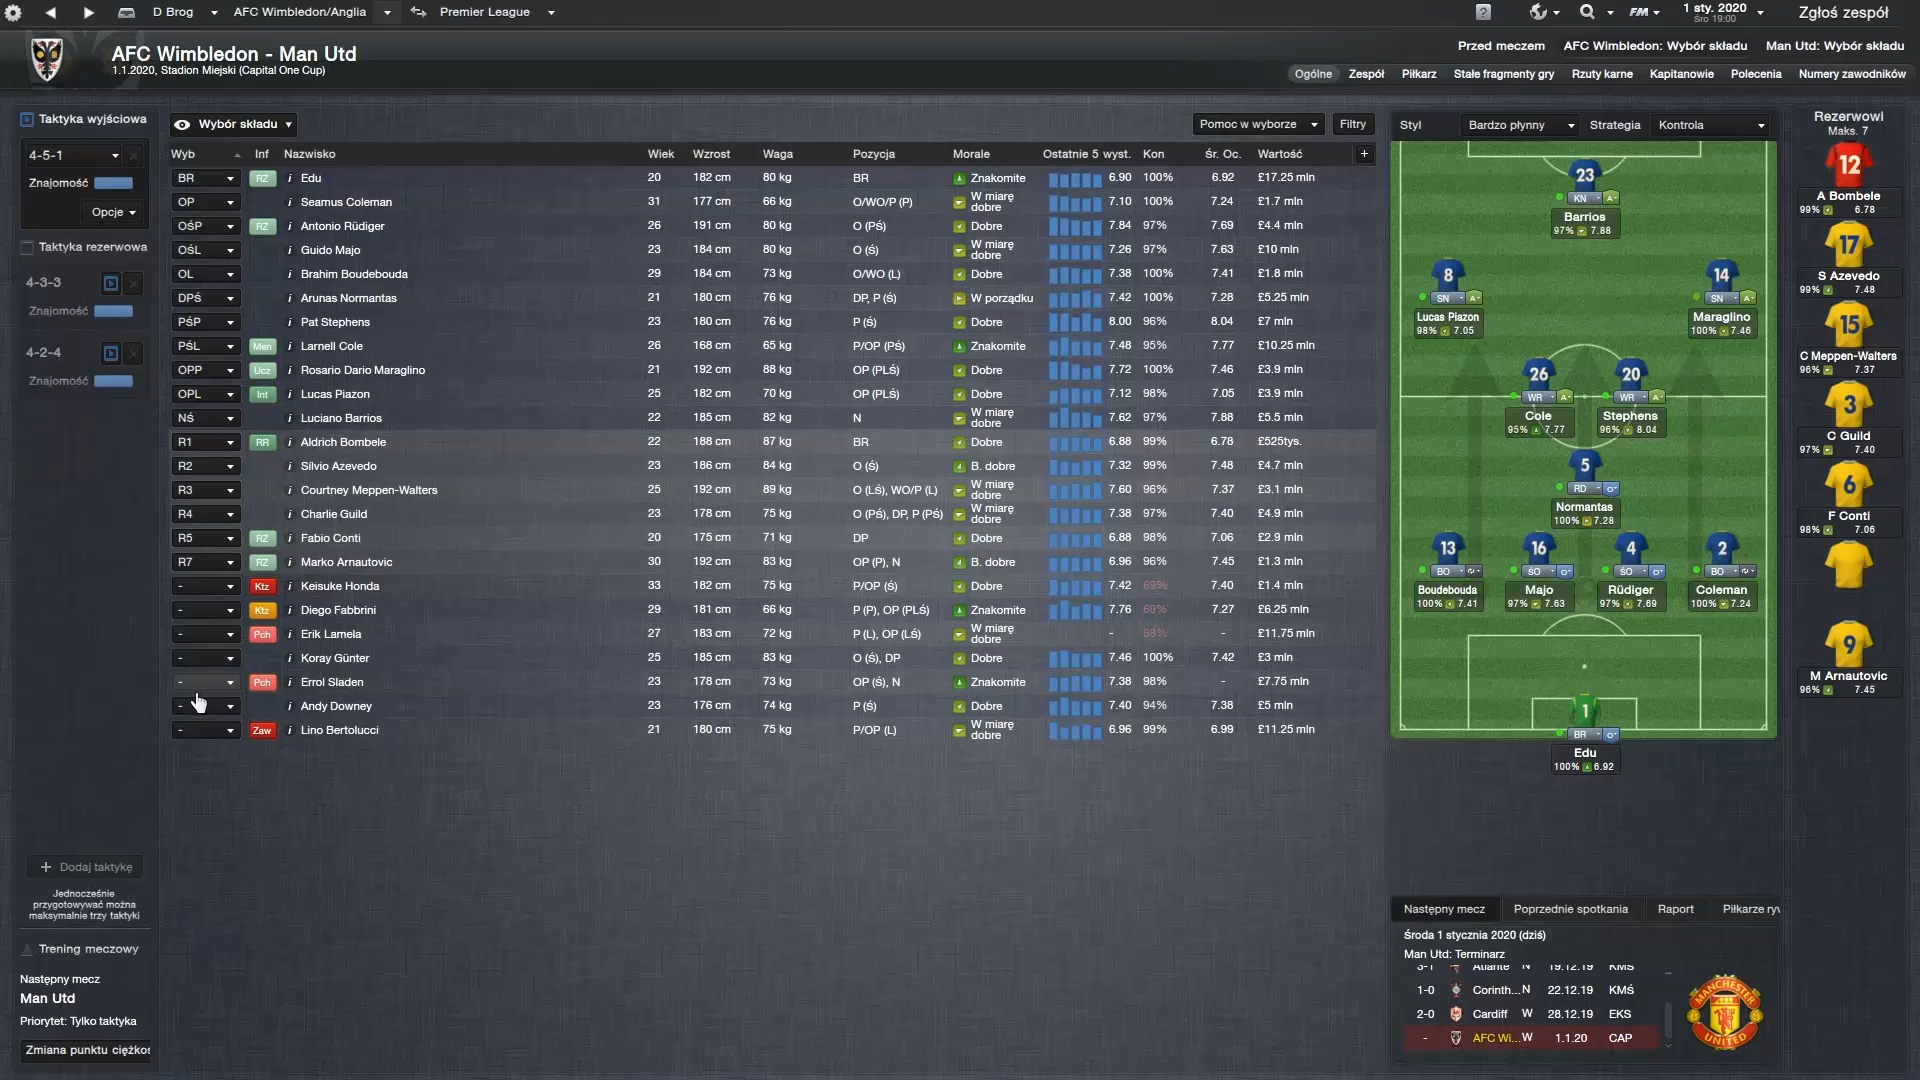 D Brog
AFC Wimbledon/Anglia
Premier League
?
FM
1 sty. 2020
Śro 19:00
Zgłoś zespół
AFC Wimbledon - Man Utd
1.1.2020, Stadion Miejski (Capital One Cup)
Przed meczem AFC Wimbledon: Wybór składu Man Utd: Wybór składu
Ogólne Zespół Piłkarz Stałe fragmenty gry Rzuty karne Kapitanowie Polecenia Numery zawodników
Taktyka wyjściowa
4-5-1
Znajomość
Opcje
Taktyka rezerwowa
4-3-3
Znajomość
4-2-4
Znajomość
+ Dodaj taktykę
Jednocześnie
przygotowywać można
maksymalnie trzy taktyki
Trening meczowy
Następny mecz
Man Utd
Priorytet: Tylko taktyka
Zmiana punktu ciężkoś
Wybór składu
Pomoc w wyborze
Filtry
Wyb Inf Nazwisko Wiek Wzrost Waga Pozycja Morale Ostatnie 5 wyst. Kon Śr. Oc. Wartość +
BR RZ i Edu 20 182 cm 80 kg BR Znakomite 6.90 100% 6.92 £17.25 mln
OP i Seamus Coleman 31 177 cm 66 kg O/WO/P (P) W miarę dobre 7.10 100% 7.24 £1.7 mln
OŚP RZ i Antonio Rüdiger 26 191 cm 80 kg O (PŚ) Dobre 7.84 97% 7.69 £4.4 mln
OŚL i Guido Majo 23 184 cm 80 kg O (Ś) W miarę dobre 7.26 97% 7.63 £10 mln
OL i Brahim Boudebouda 29 184 cm 73 kg O/WO (L) Dobre 7.38 100% 7.41 £1.8 mln
DPŚ i Arunas Normantas 21 180 cm 76 kg DP, P (Ś) W porządku 7.42 100% 7.28 £5.25 mln
PŚP i Pat Stephens 23 180 cm 76 kg P (Ś) Dobre 8.00 96% 8.04 £7 mln
PŚL Men i Larnell Cole 26 168 cm 65 kg P/OP (PŚ) Znakomite 7.48 95% 7.77 £10.25 mln
OPP Ucz i Rosario Dario Maraglino 21 192 cm 88 kg OP (PLŚ) Dobre 7.72 100% 7.46 £3.9 mln
OPL Int i Lucas Piazon 25 182 cm 70 kg OP (PLŚ) Dobre 7.12 98% 7.05 £3.9 mln
NŚ i Luciano Barrios 22 185 cm 82 kg N W miarę dobre 7.62 97% 7.88 £5.5 mln
R1 RR i Aldrich Bombele 22 188 cm 87 kg BR Dobre 6.88 99% 6.78 £525tys.
R2 i Sílvio Azevedo 23 186 cm 84 kg O (Ś) B. dobre 7.32 99% 7.48 £4.7 mln
R3 i Courtney Meppen-Walters 25 192 cm 89 kg O (LŚ), WO/P (L) W miarę dobre 7.60 96% 7.37 £3.1 mln
R4 i Charlie Guild 23 178 cm 75 kg O (PŚ), DP, P (PŚ) W miarę dobre 7.38 97% 7.40 £4.9 mln
R5 RZ i Fabio Conti 20 175 cm 71 kg DP Dobre 6.88 98% 7.06 £2.9 mln
R7 RZ i Marko Arnautovic 30 192 cm 83 kg OP (P), N B. dobre 6.96 96% 7.45 £1.3 mln
- Ktz i Keisuke Honda 33 182 cm 75 kg P/OP (Ś) Dobre 7.42 69% 7.40 £1.4 mln
- Ktz i Diego Fabbrini 29 181 cm 66 kg P (P), OP (PLŚ) Znakomite 7.76 69% 7.27 £6.25 mln
- Pch i Erik Lamela 27 183 cm 72 kg P (L), OP (LŚ) W miarę dobre - 68% - £11.75 mln
- i Koray Günter 25 185 cm 83 kg O (Ś), DP Dobre 7.46 100% 7.42 £3 mln
- Pch i Errol Sladen 23 178 cm 73 kg OP (Ś), N Znakomite 7.38 98% - £7.75 mln
- i Andy Downey 23 176 cm 74 kg P (Ś) Dobre 7.40 94% 7.38 £5 mln
- Zaw i Lino Bertolucci 21 180 cm 75 kg P/OP (L) W miarę dobre 6.96 99% 6.99 £11.25 mln
Styl Bardzo płynny Strategia Kontrola
23
KN A
Barrios
97% 7.88
8 14
SN A SN A
Lucas Piazon Maraglino
98% 7.05 100% 7.46
26 20
WR A WR A
Cole Stephens
95% 7.77 96% 8.04
5
RD O
Normantas
100% 7.28
13 16 4 2
BO ŚO O ŚO O BO
Boudebouda Majo Rüdiger Coleman
100% 7.41 97% 7.63 97% 7.69 100% 7.24
1
BR O
Edu
100% 6.92
Rezerwowi
Maks. 7
12
A Bombele
99% 6.78
17
S Azevedo
99% 7.48
15
C Meppen-Walters
96% 7.37
3
C Guild
97% 7.40
6
F Conti
98% 7.06
9
M Arnautovic
96% 7.45
Następny mecz Poprzednie spotkania Raport Piłkarze ryw
Środa 1 stycznia 2020 (dziś)
Man Utd: Terminarz
3-1 Atlante N 19.12.19 KMŚ
1-0 Corinth... N 22.12.19 KMŚ
2-0 Cardiff W 28.12.19 EKS
- AFC Wi... W 1.1.20 CAP
MANCHESTER
UNITED